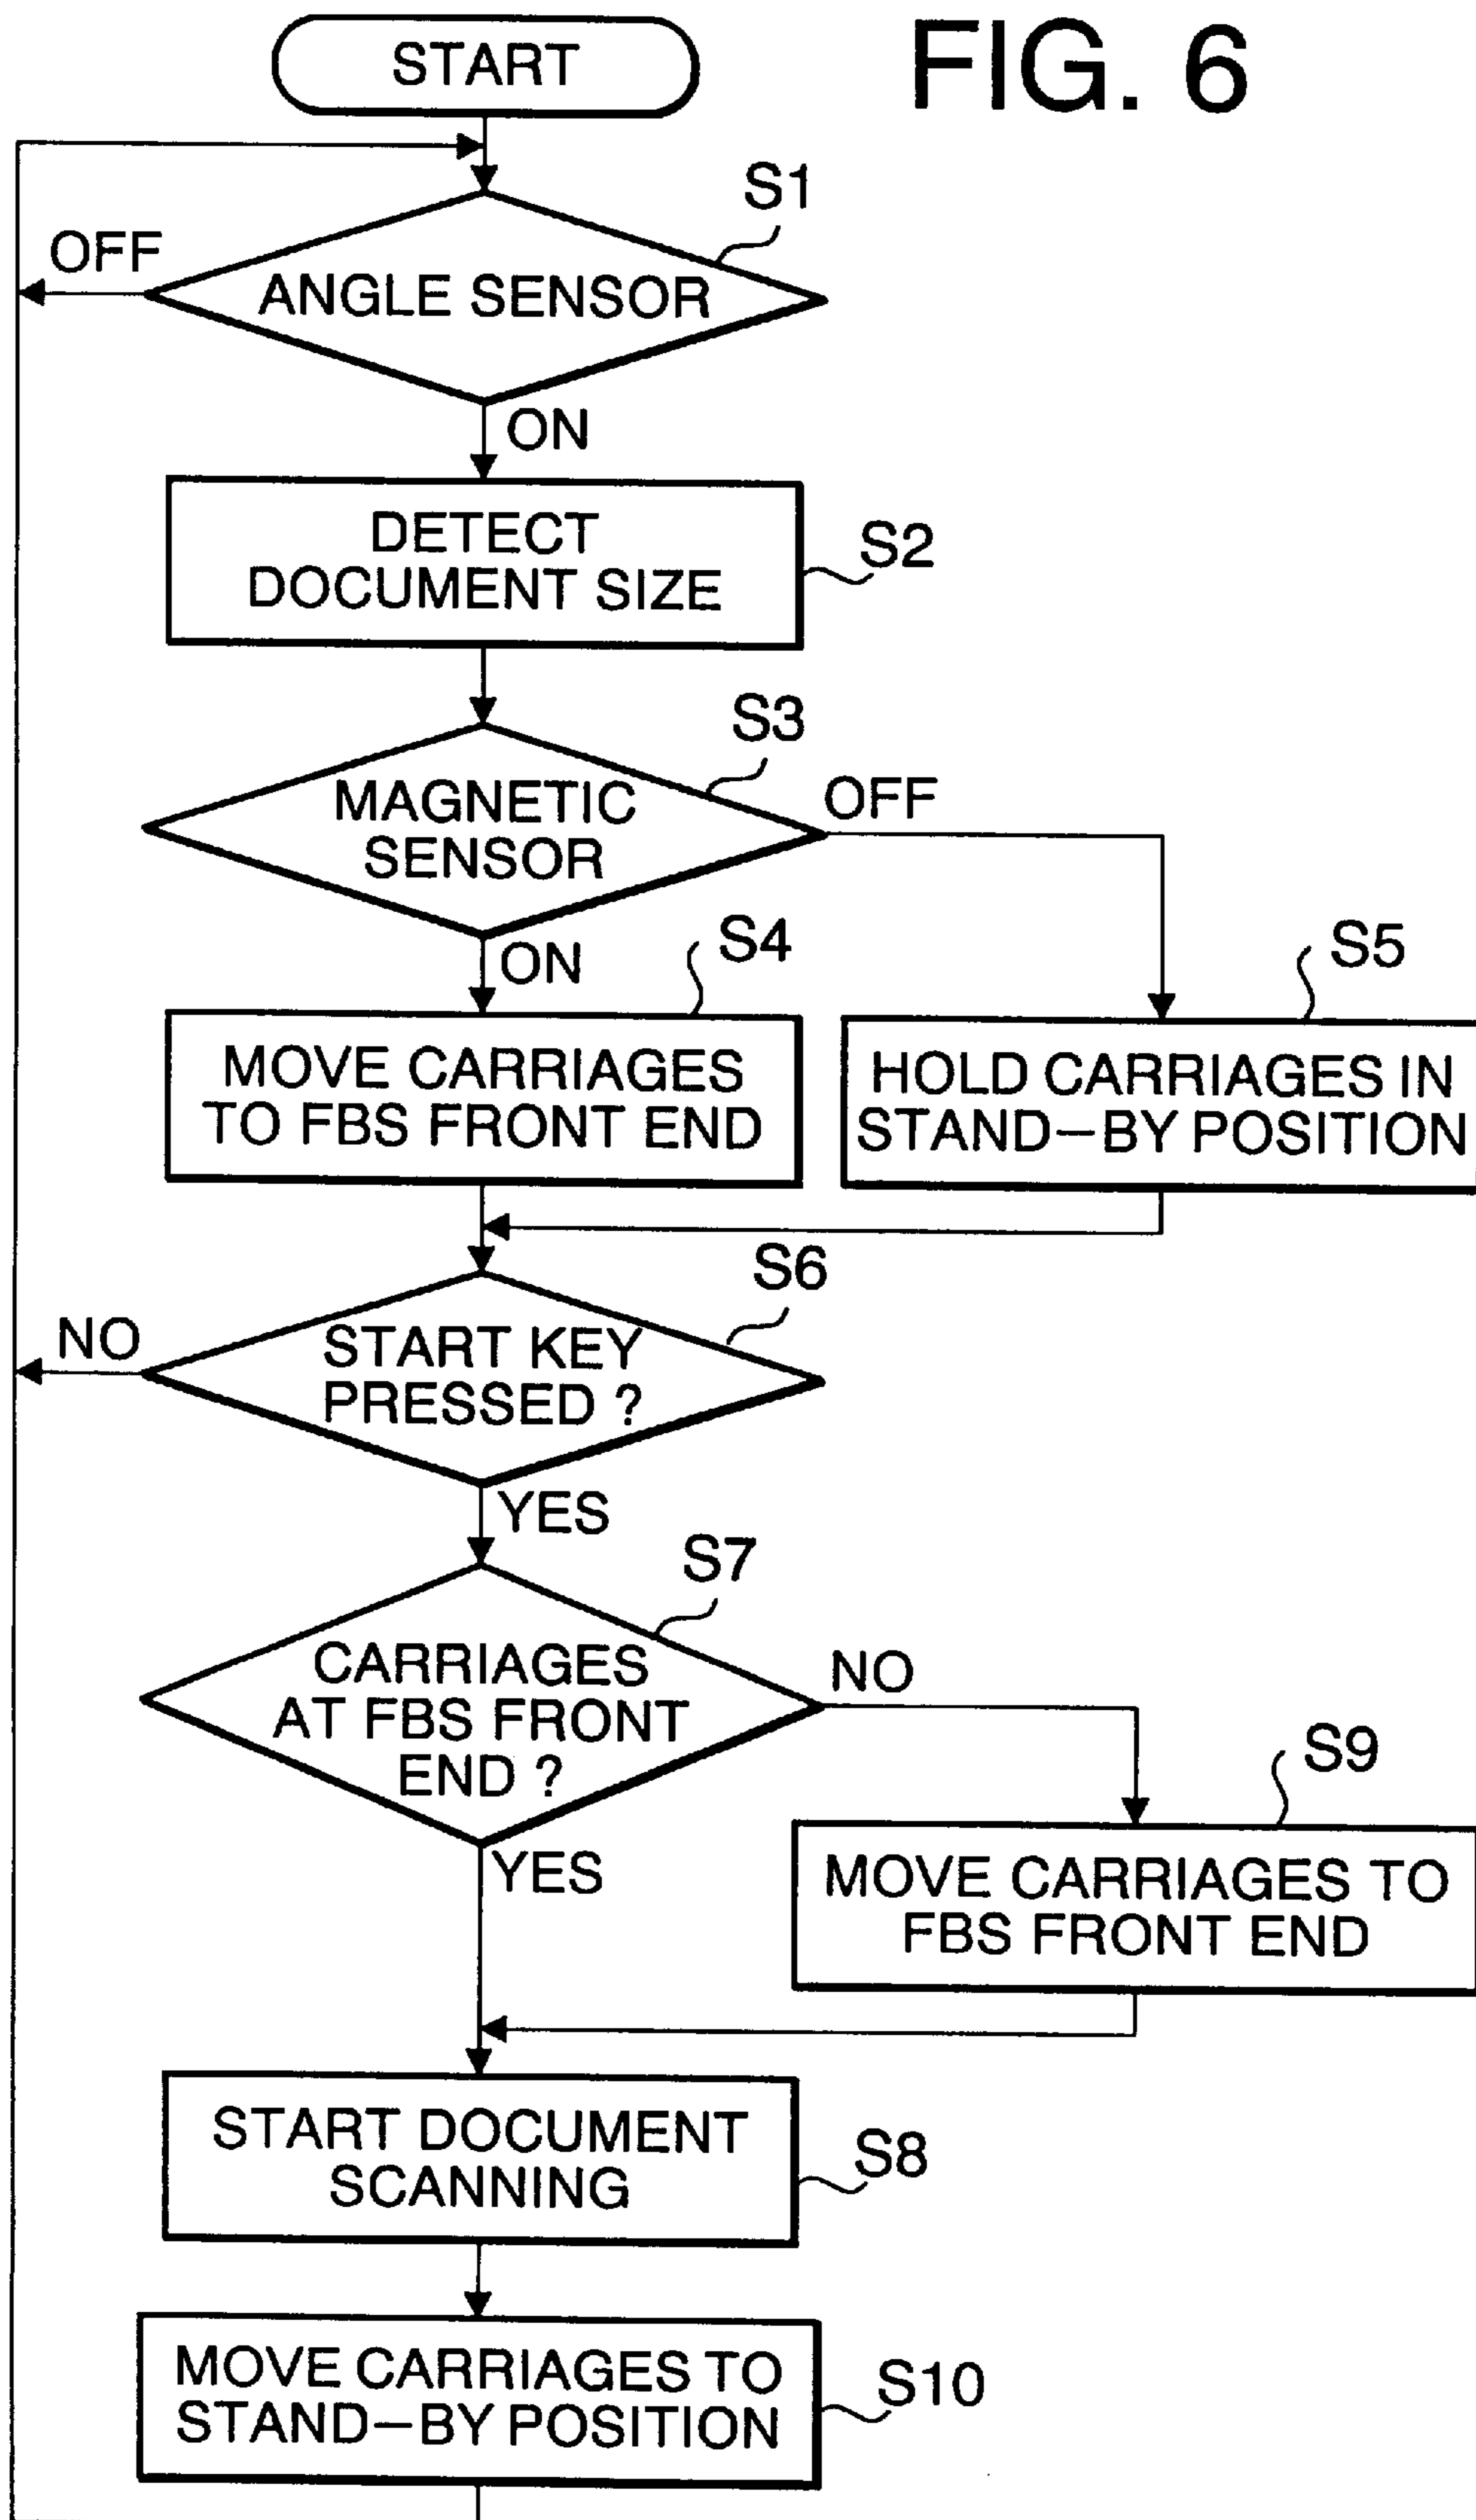 START
FIG. 6
S1
OFF
ANGLE SENSOR
ON
DETECT
DOCUMENT SIZE
S2
S3
MAGNETIC
SENSOR
OFF
ON
S4
S5
MOVE CARRIAGES
TO FBS FRONT END
HOLD CARRIAGES IN
STAND—BY POSITION
S6
NO
START KEY
PRESSED ?
YES
S7
CARRIAGES
AT FBS FRONT
END ?
NO
S9
YES
MOVE CARRIAGES TO
FBS FRONT END
START DOCUMENT
SCANNING
S8
MOVE CARRIAGES TO
STAND—BY POSITION
S10